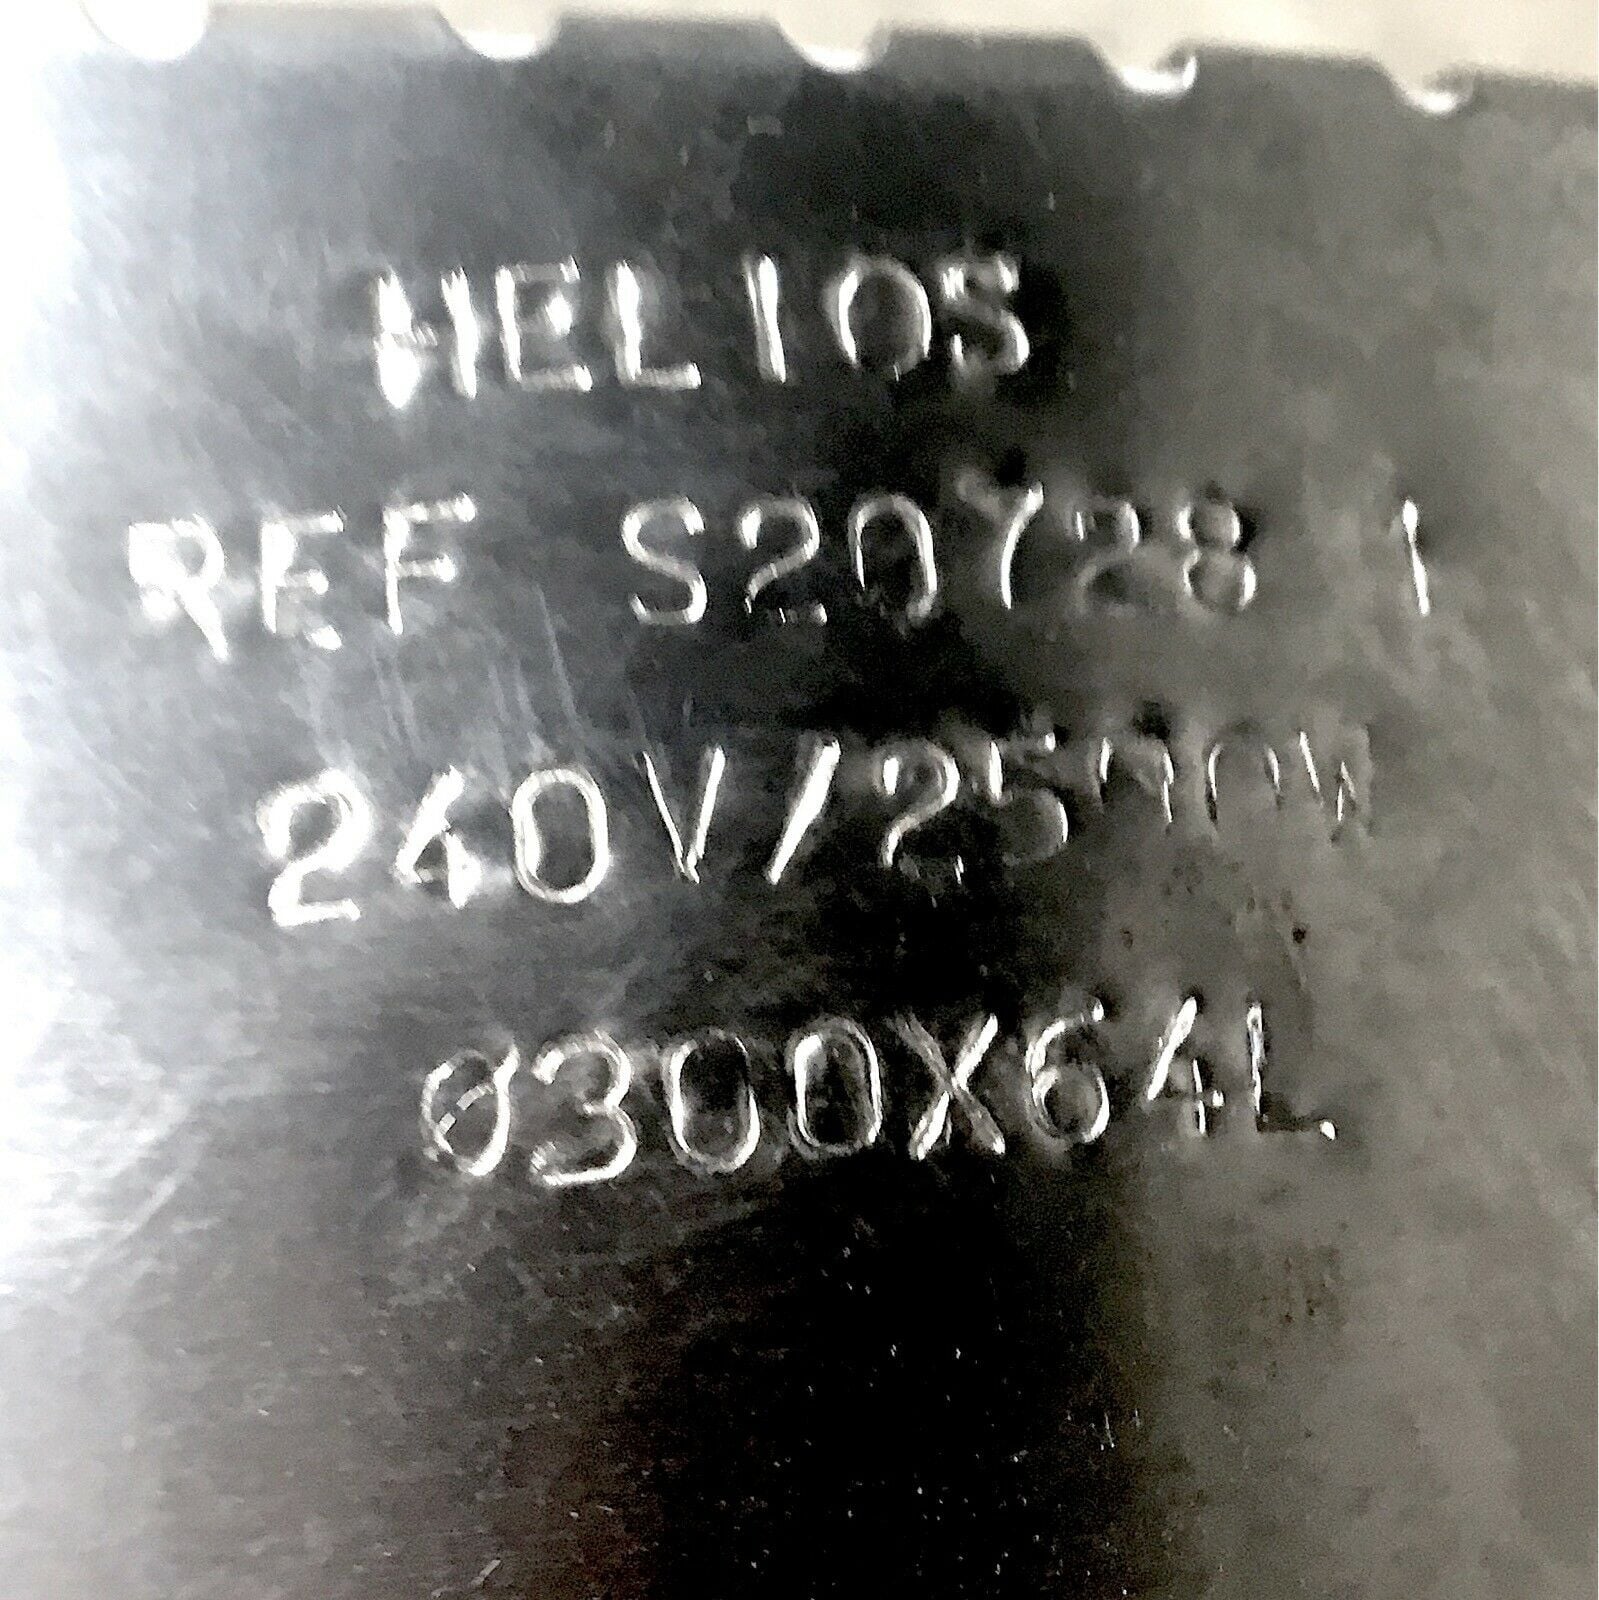 HELIOS
REF S20Y28 1
240V/2500W
Ø300X64L